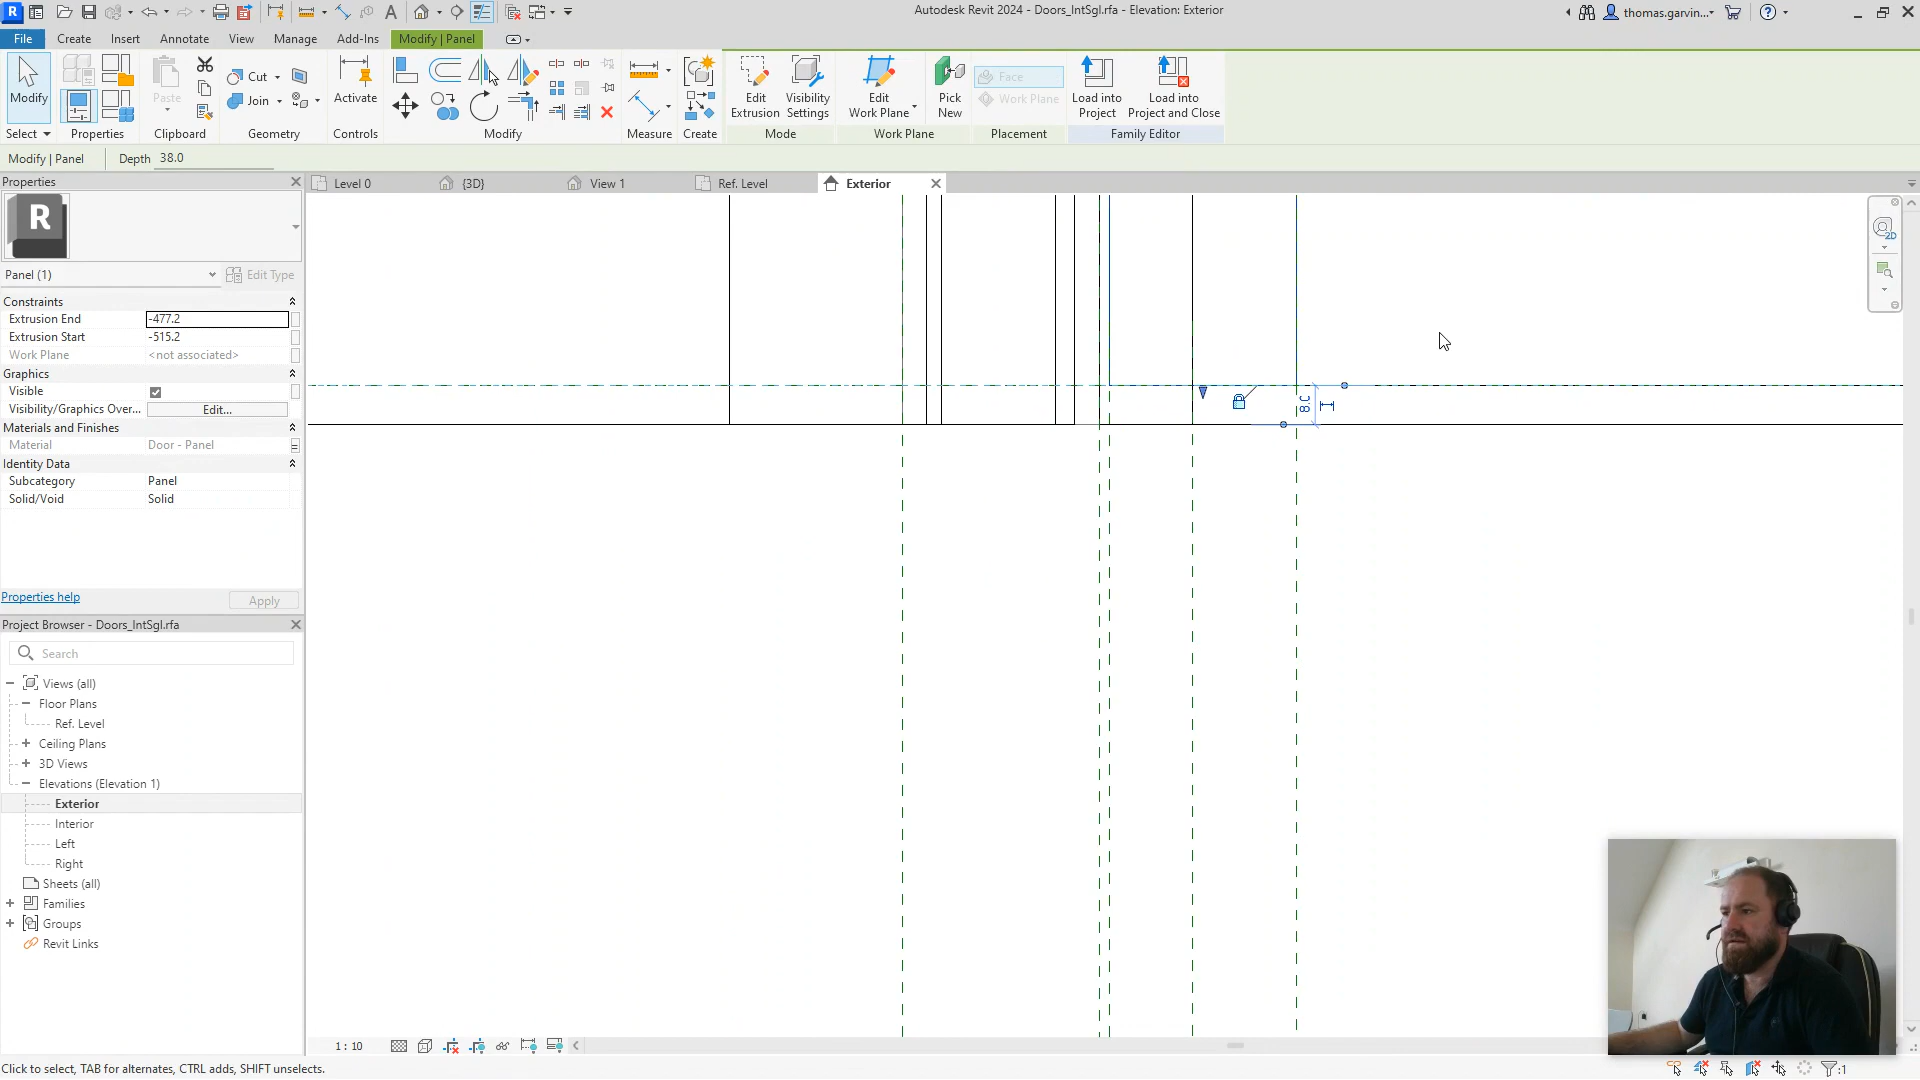 Autodesk Revit 2024 - Doors_IntSgl.rfa - Elevation: Exterior
thomas.garvin...
File Create Insert Annotate View Manage Add-Ins Modify | Panel
Modify
Paste
Cut
Join
Activate
Edit Extrusion
Visibility Settings
Edit Work Plane
Pick New
Face
Work Plane
Load into Project
Load into Project and Close
Select Properties Clipboard Geometry Controls Modify Measure Create Mode Work Plane Placement Family Editor
Modify | Panel Depth 38.0
Properties
Level 0 {3D} View 1 Ref. Level Exterior
R
2D
Panel (1) Edit Type
Constraints
Extrusion End -477.2
Extrusion Start -515.2
Work Plane <not associated>
Graphics
Visible
Visibility/Graphics Over... Edit...
Materials and Finishes
Material Door - Panel
Identity Data
Subcategory Panel
Solid/Void Solid
8.0
Properties help Apply
Project Browser - Doors_IntSgl.rfa
Search
Views (all)
Floor Plans
Ref. Level
Ceiling Plans
3D Views
Elevations (Elevation 1)
Exterior
Interior
Left
Right
Sheets (all)
Families
Groups
Revit Links
1 : 10
Click to select, TAB for alternates, CTRL adds, SHIFT unselects.
:1